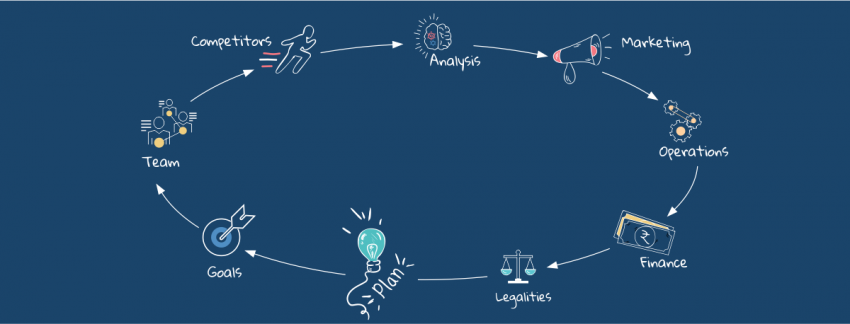 Competitors
Analysis
Marketing
Team
Operations
Goals
Plan
Legalities
Finance
₹